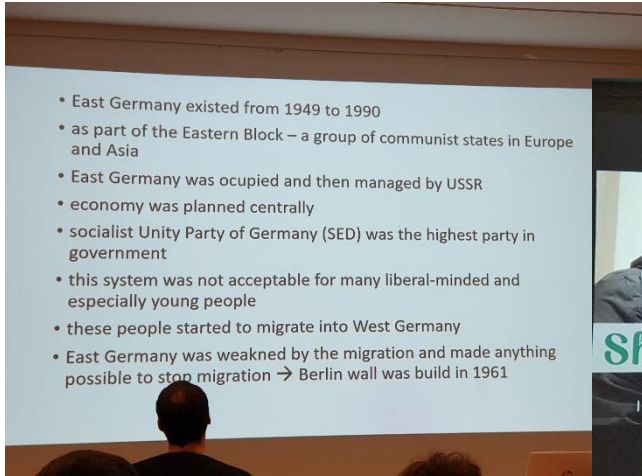 • East Germany existed from 1949 to 1990
• as part of the Eastern Block – a group of communist states in Europe
and Asia
• East Germany was ocupied and then managed by USSR
• economy was planned centrally
• socialist Unity Party of Germany (SED) was the highest party in
government
• this system was not acceptable for many liberal-minded and
especially young people
• these people started to migrate into West Germany
• East Germany was weakned by the migration and made anything
possible to stop migration → Berlin wall was build in 1961
Sh